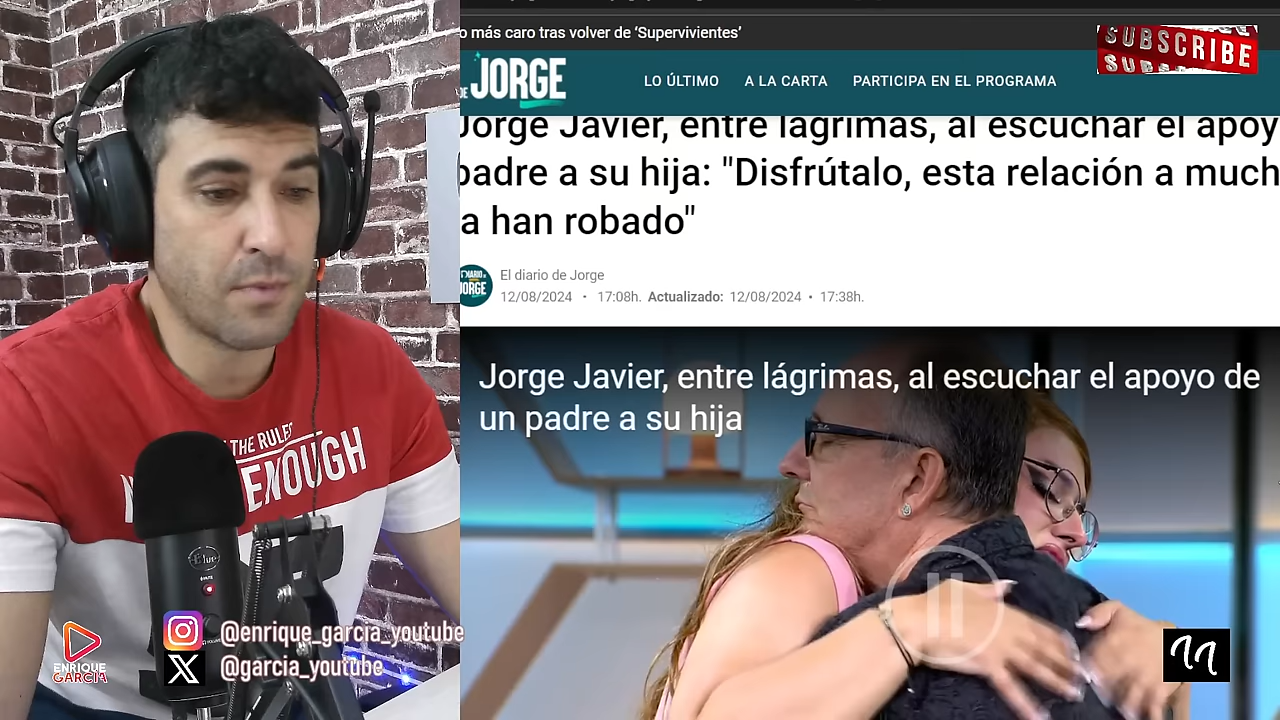 o más caro tras volver de ‘Supervivientes’
SUBSCRIBE
DE JORGE
LO ÚLTIMO A LA CARTA PARTICIPA EN EL PROGRAMA
Jorge Javier, entre lágrimas, al escuchar el apoy
padre a su hija: "Disfrútalo, esta relación a much
a han robado"
El diario de Jorge
12/08/2024 • 17:08h. Actualizado: 12/08/2024 • 17:38h.
Jorge Javier, entre lágrimas, al escuchar el apoyo de
un padre a su hija
THE RULES
ENOUGH
Blue
ENRIQUE
GARCIA
@enrique_garcia_youtube
@garcia_youtube